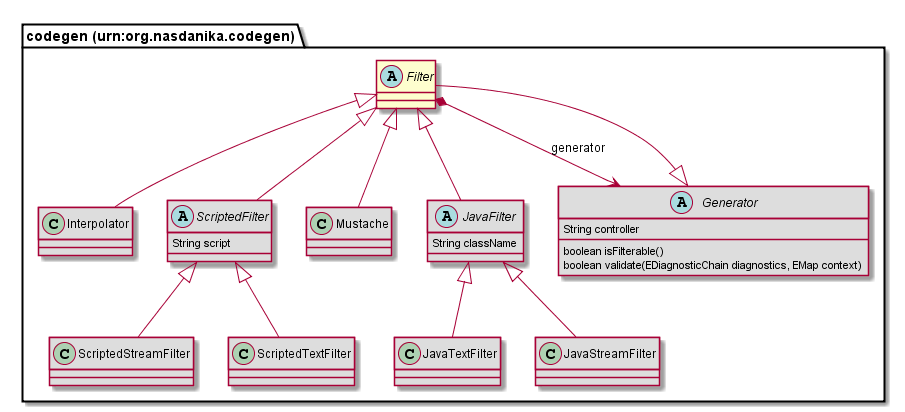 codegen (urn:org.nasdanika.codegen)
A Filter
generator
C Interpolator
A ScriptedFilter
String script
C Mustache
A JavaFilter
String className
A Generator
String controller
boolean isFilterable()
boolean validate(EDiagnosticChain diagnostics, EMap context)
C ScriptedStreamFilter
C ScriptedTextFilter
C JavaTextFilter
C JavaStreamFilter